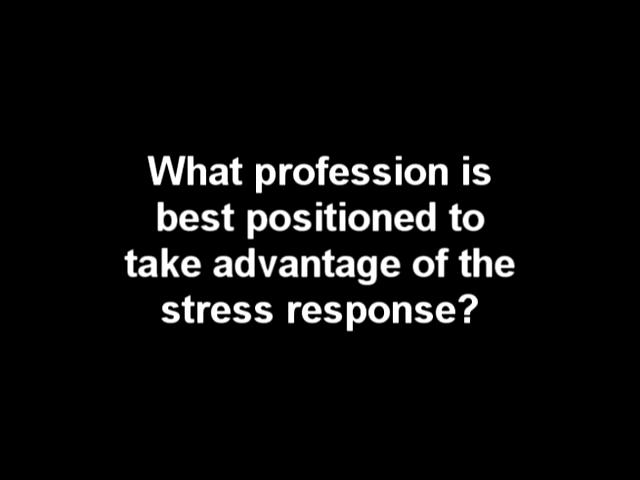 What profession is
best positioned to
take advantage of the
stress response?